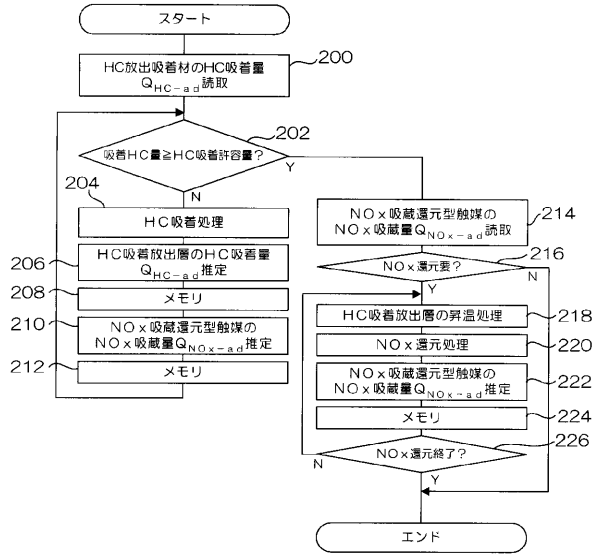 スタート
HC放出吸着材のHC吸着量
QHC-ad読取
200
吸着HC量≧HC吸着許容量？
202
Y
N
204
HC吸着処理
206
HC吸着放出層のHC吸着量
QHC-ad推定
208
メモリ
210
NOx吸蔵還元型触媒の
NOx吸蔵量QNOx-ad推定
212
メモリ
NOx吸蔵還元型触媒の
NOx吸蔵量QNOx-ad読取
214
216
NOx還元要？
N
Y
HC吸着放出層の昇温処理
218
NOx還元処理
220
NOx吸蔵還元型触媒の
NOx吸蔵量QNOx-ad推定
222
メモリ
224
226
NOx還元終了？
N
Y
エンド